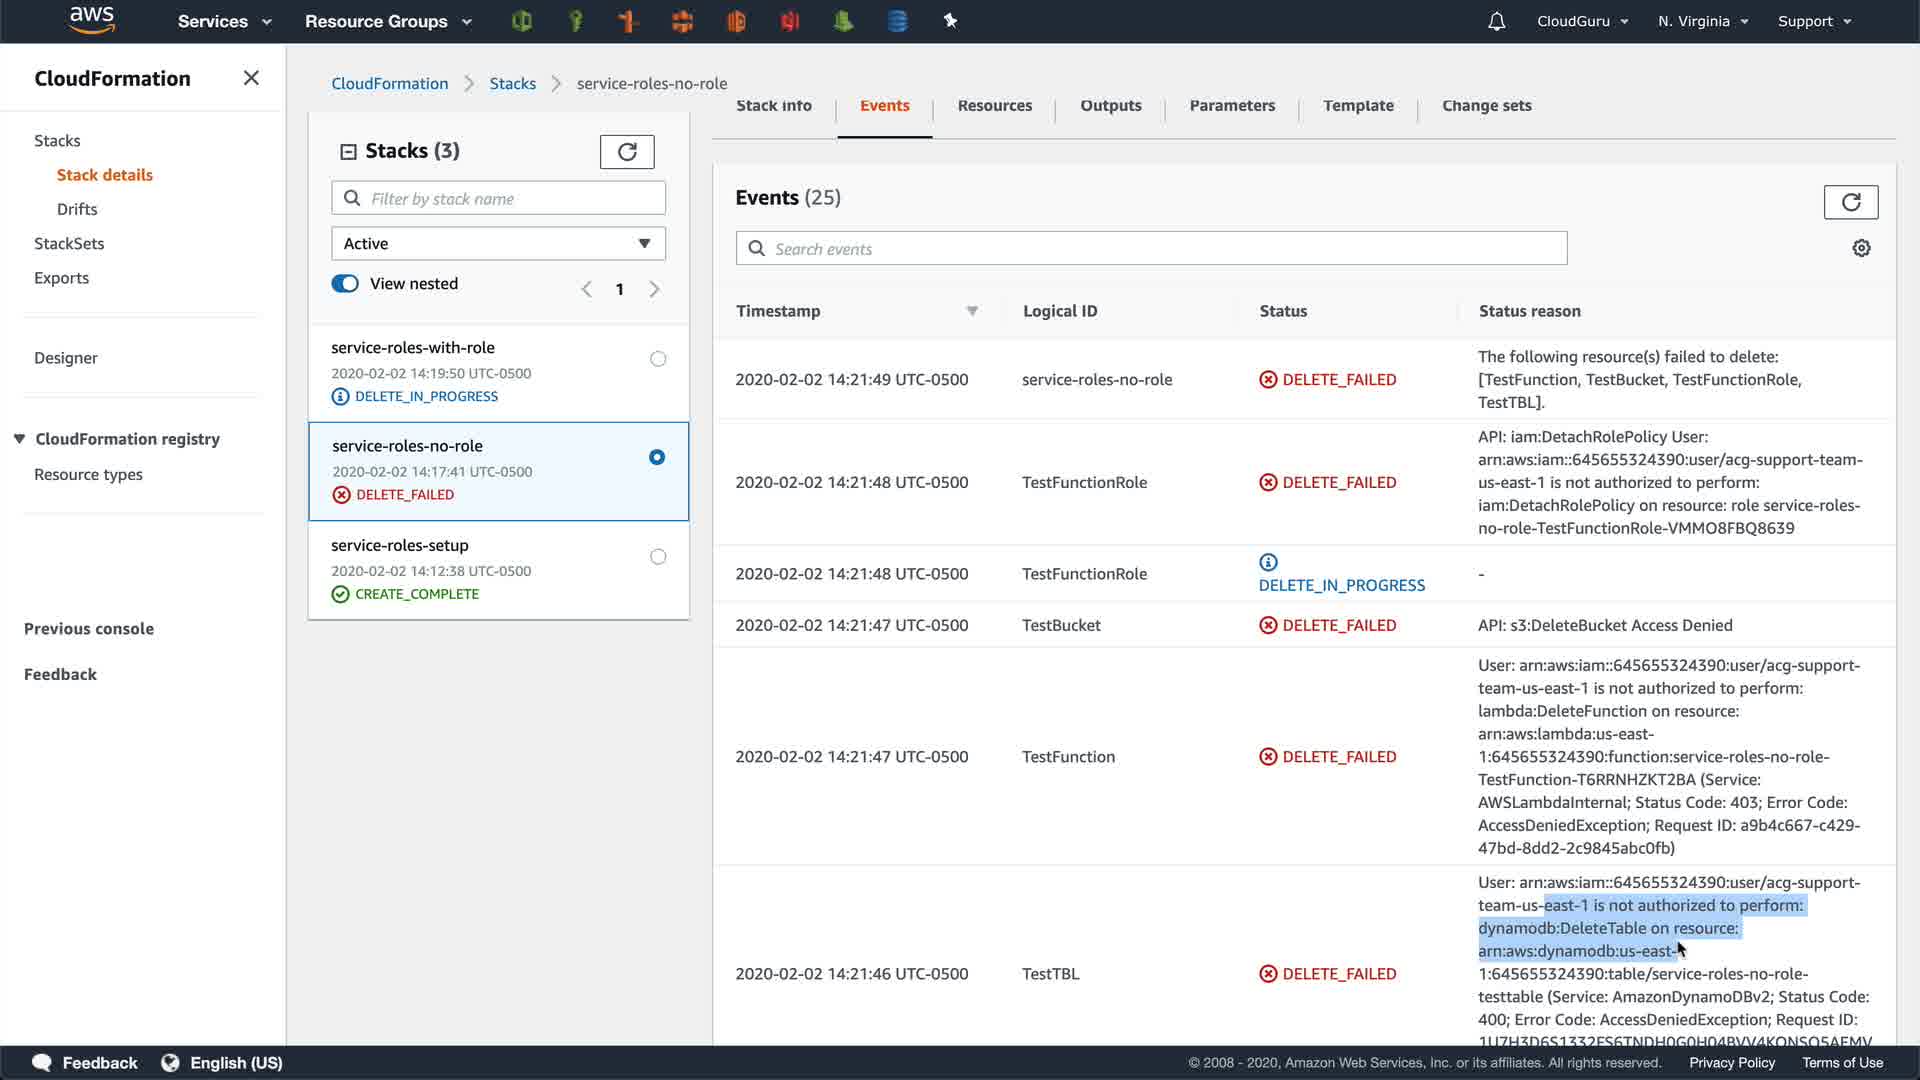 aws
Services
Resource Groups
CloudGuru
N. Virginia
Support
CloudFormation
Stacks
Stack details
Drifts
StackSets
Exports
Designer
CloudFormation registry
Resource types
Previous console
Feedback
CloudFormation
Stacks
service-roles-no-role
Stacks (3)
Filter by stack name
Active
View nested
1
service-roles-with-role
2020-02-02 14:19:50 UTC-0500
DELETE_IN_PROGRESS
service-roles-no-role
2020-02-02 14:17:41 UTC-0500
DELETE_FAILED
service-roles-setup
2020-02-02 14:12:38 UTC-0500
CREATE_COMPLETE
Stack info
Events
Resources
Outputs
Parameters
Template
Change sets
Events (25)
Search events
Timestamp
Logical ID
Status
Status reason
2020-02-02 14:21:49 UTC-0500
service-roles-no-role
DELETE_FAILED
The following resource(s) failed to delete:
[TestFunction, TestBucket, TestFunctionRole,
TestTBL].
2020-02-02 14:21:48 UTC-0500
TestFunctionRole
DELETE_FAILED
API: iam:DetachRolePolicy User:
arn:aws:iam::645655324390:user/acg-support-team-
us-east-1 is not authorized to perform:
iam:DetachRolePolicy on resource: role service-roles-
no-role-TestFunctionRole-VMMO8FBQ8639
2020-02-02 14:21:48 UTC-0500
TestFunctionRole
DELETE_IN_PROGRESS
-
2020-02-02 14:21:47 UTC-0500
TestBucket
DELETE_FAILED
API: s3:DeleteBucket Access Denied
2020-02-02 14:21:47 UTC-0500
TestFunction
DELETE_FAILED
User: arn:aws:iam::645655324390:user/acg-support-
team-us-east-1 is not authorized to perform:
lambda:DeleteFunction on resource:
arn:aws:lambda:us-east-
1:645655324390:function:service-roles-no-role-
TestFunction-T6RRNHZKT2BA (Service:
AWSLambdaInternal; Status Code: 403; Error Code:
AccessDeniedException; Request ID: a9b4c667-c429-
47bd-8dd2-2c9845abc0fb)
2020-02-02 14:21:46 UTC-0500
TestTBL
DELETE_FAILED
User: arn:aws:iam::645655324390:user/acg-support-
team-us-east-1 is not authorized to perform:
dynamodb:DeleteTable on resource:
arn:aws:dynamodb:us-east-
1:645655324390:table/service-roles-no-role-
testtable (Service: AmazonDynamoDBv2; Status Code:
400; Error Code: AccessDeniedException; Request ID:
Feedback
English (US)
© 2008 - 2020, Amazon Web Services, Inc. or its affiliates. All rights reserved.
Privacy Policy
Terms of Use